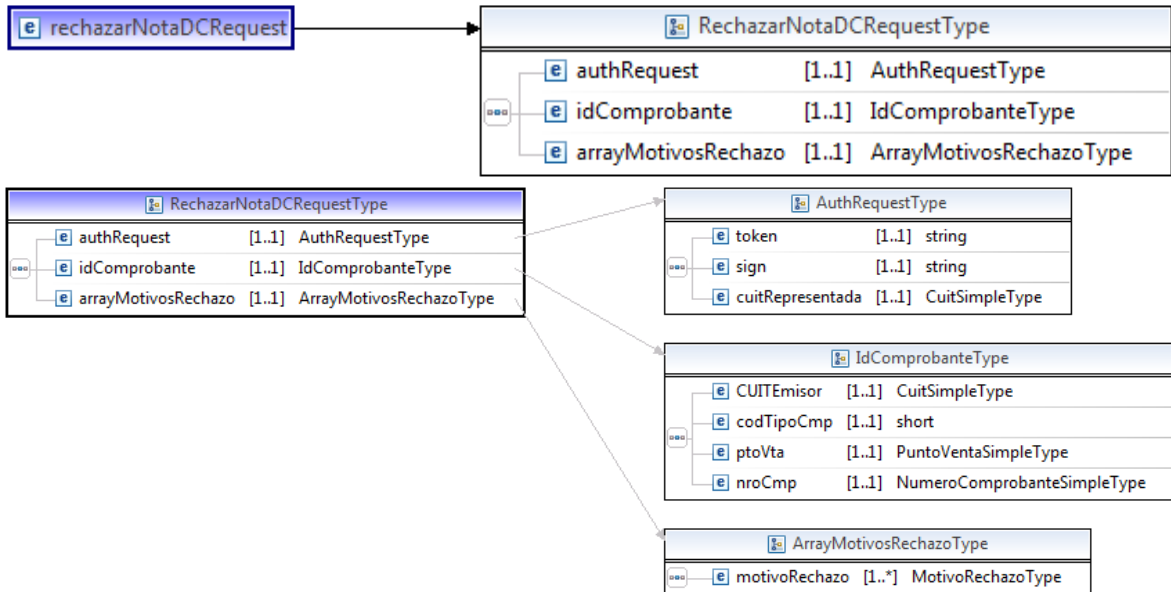 e rechazarNotaDCRequest
RechazarNotaDCRequestType
e authRequest [1..1] AuthRequestType
e idComprobante [1..1] IdComprobanteType
e arrayMotivosRechazo [1..1] ArrayMotivosRechazoType
RechazarNotaDCRequestType
e authRequest [1..1] AuthRequestType
e idComprobante [1..1] IdComprobanteType
e arrayMotivosRechazo [1..1] ArrayMotivosRechazoType
AuthRequestType
e token [1..1] string
e sign [1..1] string
e cuitRepresentada [1..1] CuitSimpleType
IdComprobanteType
e CUITEmisor [1..1] CuitSimpleType
e codTipoCmp [1..1] short
e ptoVta [1..1] PuntoVentaSimpleType
e nroCmp [1..1] NumeroComprobanteSimpleType
ArrayMotivosRechazoType
e motivoRechazo [1..*] MotivoRechazoType